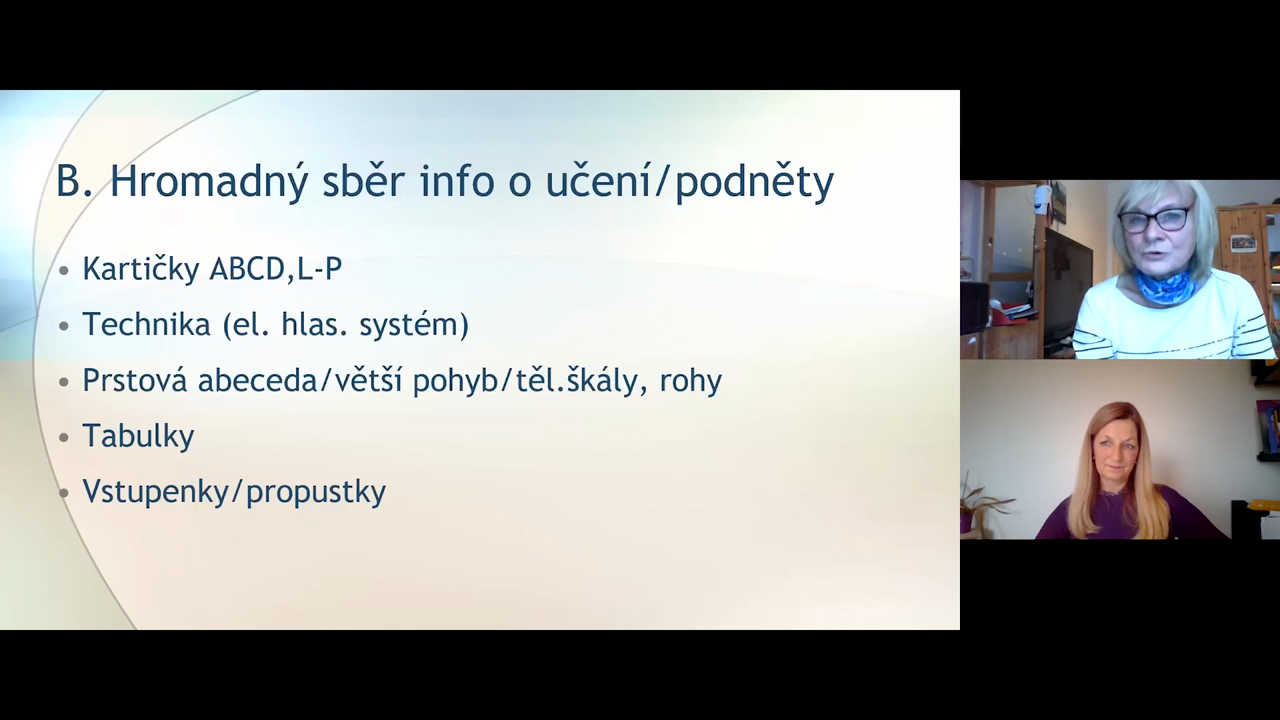 B. Hromadný sběr info o učení/podněty
• Kartičky ABCD,L-P
• Technika (el. hlas. systém)
• Prstová abeceda/větší pohyb/těl.škály, rohy
• Tabulky
• Vstupenky/propustky